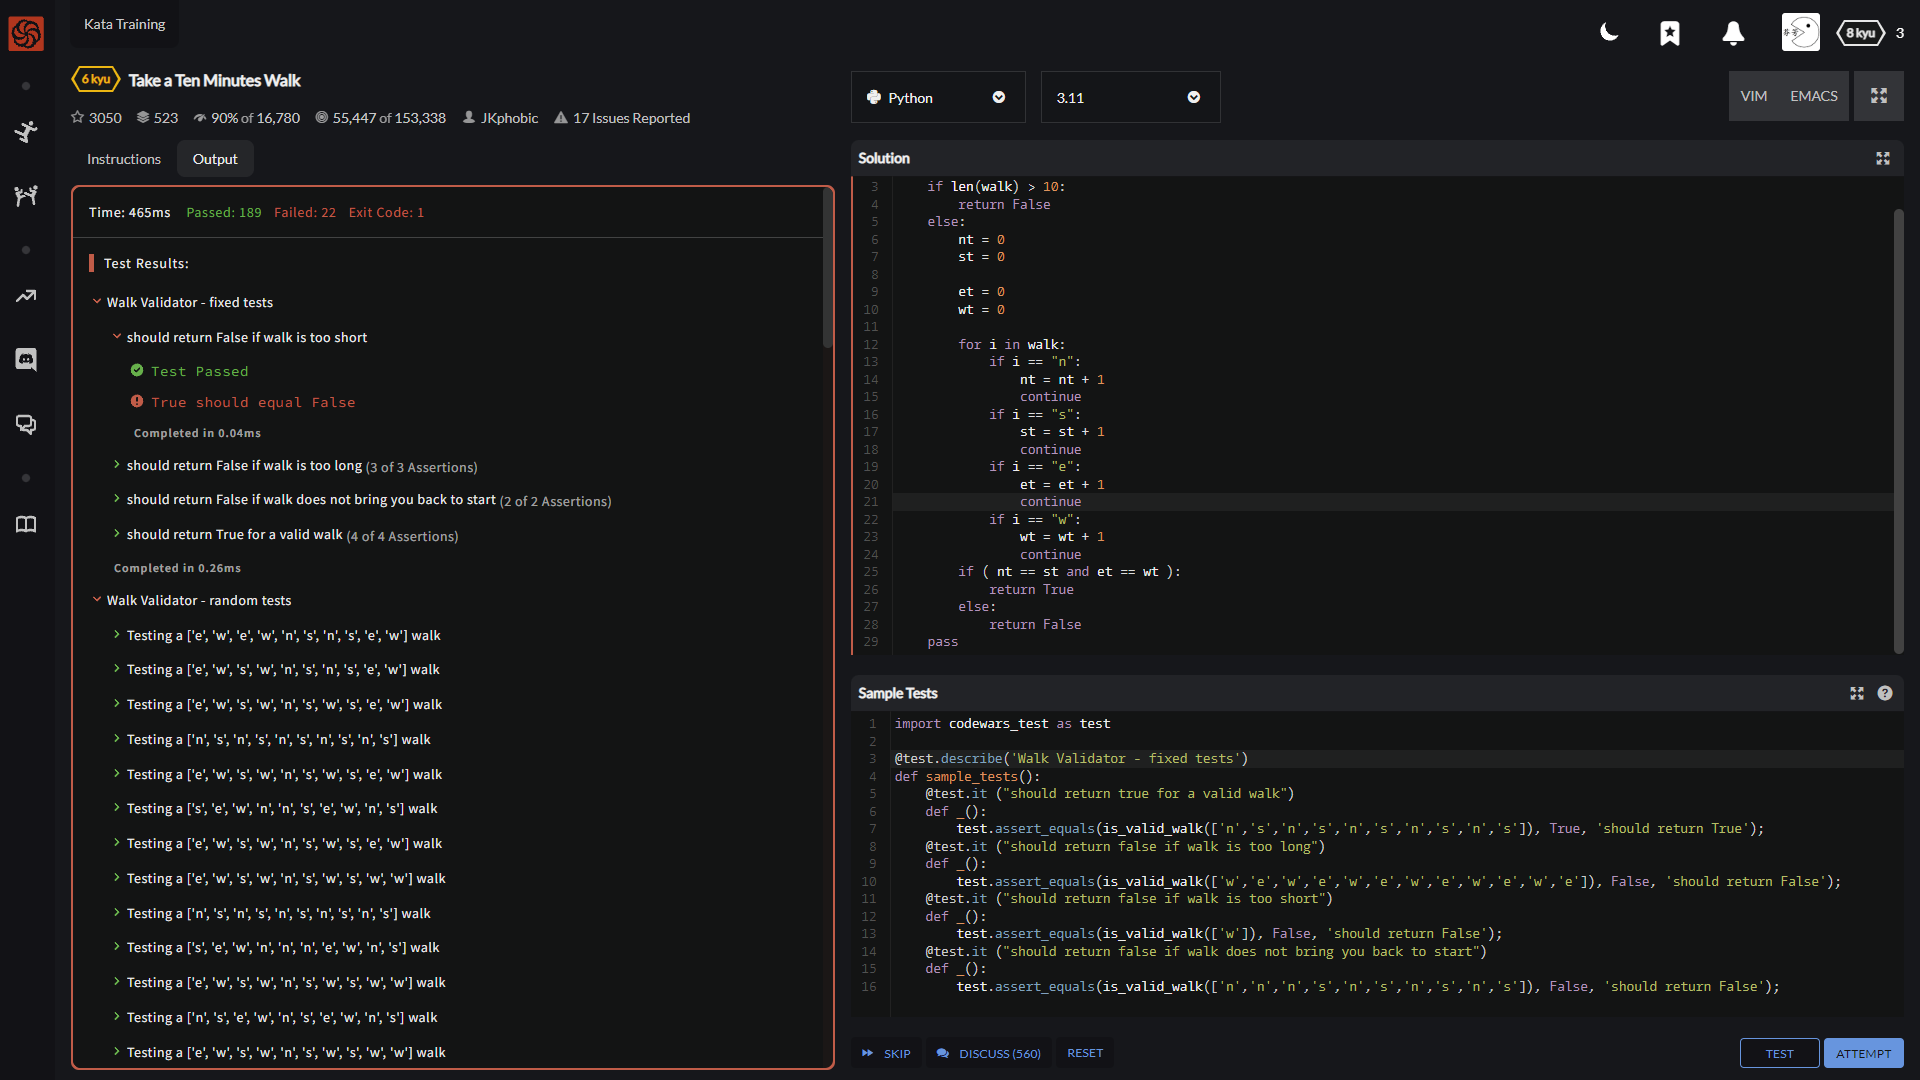 Kata Training
8 kyu
3
6 kyu
Take a Ten Minutes Walk
3050
523
90% of 16,780
55,447 of 153,338
JKphobic
17 Issues Reported
Instructions
Output
Time: 465ms Passed: 189 Failed: 22 Exit Code: 1
Test Results:
Walk Validator - fixed tests
should return False if walk is too short
Test Passed
True should equal False
Completed in 0.04ms
should return False if walk is too long (3 of 3 Assertions)
should return False if walk does not bring you back to start (2 of 2 Assertions)
should return True for a valid walk (4 of 4 Assertions)
Completed in 0.26ms
Walk Validator - random tests
Testing a ['e', 'w', 'e', 'w', 'n', 's', 'n', 's', 'e', 'w'] walk
Testing a ['e', 'w', 's', 'w', 'n', 's', 'n', 's', 'e', 'w'] walk
Testing a ['e', 'w', 's', 'w', 'n', 's', 'w', 's', 'e', 'w'] walk
Testing a ['n', 's', 'n', 's', 'n', 's', 'n', 's', 'n', 's'] walk
Testing a ['e', 'w', 's', 'w', 'n', 's', 'w', 's', 'e', 'w'] walk
Testing a ['s', 'e', 'w', 'n', 'n', 's', 'e', 'w', 'n', 's'] walk
Testing a ['e', 'w', 's', 'w', 'n', 's', 'w', 's', 'e', 'w'] walk
Testing a ['e', 'w', 's', 'w', 'n', 's', 'w', 's', 'w', 'w'] walk
Testing a ['n', 's', 'n', 's', 'n', 's', 'n', 's', 'n', 's'] walk
Testing a ['s', 'e', 'w', 'n', 'n', 'n', 'e', 'w', 'n', 's'] walk
Testing a ['e', 'w', 's', 'w', 'n', 's', 'w', 's', 'w', 'w'] walk
Testing a ['n', 's', 'e', 'w', 'n', 's', 'e', 'w', 'n', 's'] walk
Testing a ['e', 'w', 's', 'w', 'n', 's', 'w', 's', 'w', 'w'] walk
Python
3.11
VIM
EMACS
Solution
3 if len(walk) > 10:
4 return False
5 else:
6 nt = 0
7 st = 0
8
9 et = 0
10 wt = 0
11
12 for i in walk:
13 if i == "n":
14 nt = nt + 1
15 continue
16 if i == "s":
17 st = st + 1
18 continue
19 if i == "e":
20 et = et + 1
21 continue
22 if i == "w":
23 wt = wt + 1
24 continue
25 if ( nt == st and et == wt ):
26 return True
27 else:
28 return False
29 pass
Sample Tests
1 import codewars_test as test
2
3 @test.describe('Walk Validator - fixed tests')
4 def sample_tests():
5 @test.it ("should return true for a valid walk")
6 def _():
7 test.assert_equals(is_valid_walk(['n','s','n','s','n','s','n','s','n','s']), True, 'should return True');
8 @test.it ("should return false if walk is too long")
9 def _():
10 test.assert_equals(is_valid_walk(['w','e','w','e','w','e','w','e','w','e','w','e']), False, 'should return False');
11 @test.it ("should return false if walk is too short")
12 def _():
13 test.assert_equals(is_valid_walk(['w']), False, 'should return False');
14 @test.it ("should return false if walk does not bring you back to start")
15 def _():
16 test.assert_equals(is_valid_walk(['n','n','n','s','n','s','n','s','n','s']), False, 'should return False');
SKIP
DISCUSS (560)
RESET
TEST
ATTEMPT